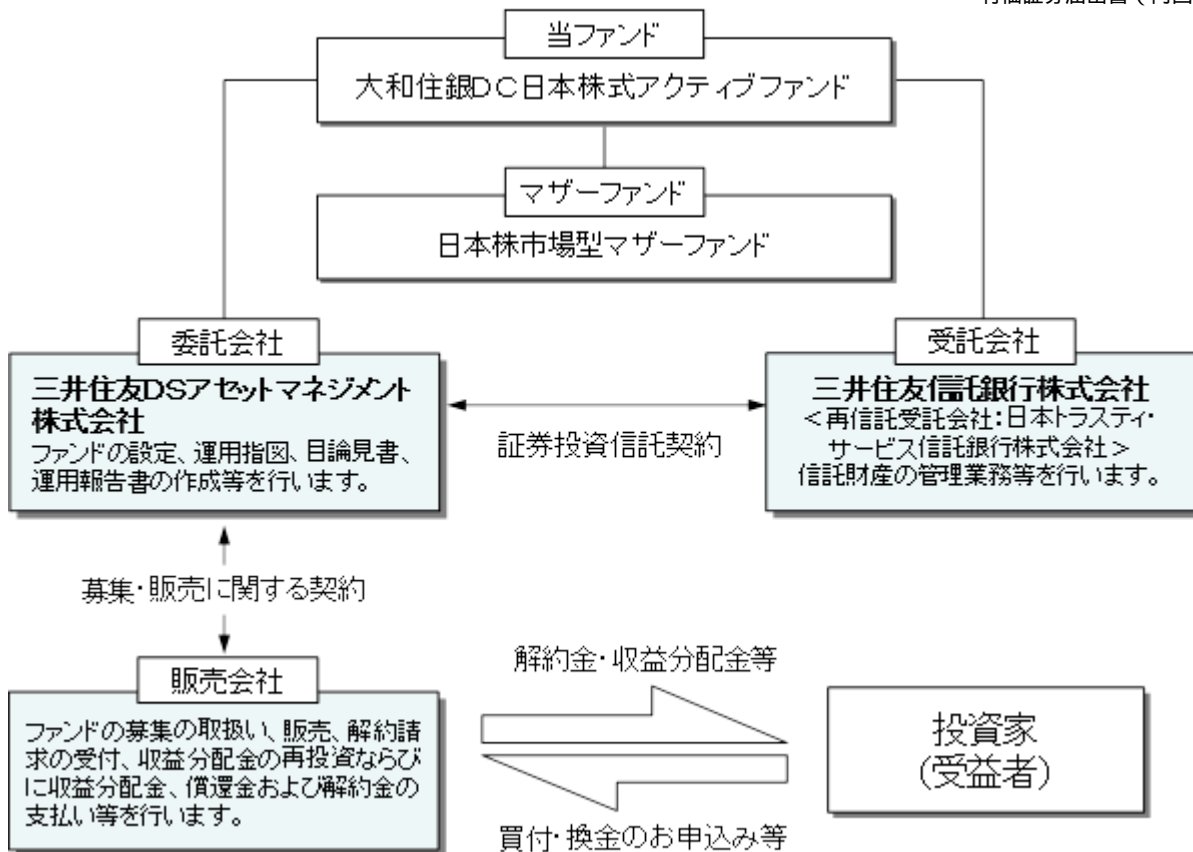 当ファンド
大和住銀DC日本株式アクティブファンド
マザーファンド
日本株市場型マザーファンド
委託会社
三井住友DSアセットマネジメント
株式会社
ファンドの設定、運用指図、目論見書、
運用報告書の作成等を行います。
証券投資信託契約
受託会社
三井住友信託銀行株式会社
<再信託受託会社:日本トラスティ・
サービス信託銀行株式会社>
信託財産の管理業務等を行います。
募集・販売に関する契約
販売会社
ファンドの募集の取扱い、販売、解約請
求の受付、収益分配金の再投資ならび
に収益分配金、償還金および解約金の
支払い等を行います。
解約金・収益分配金等
買付・換金のお申込み等
投資家
(受益者)